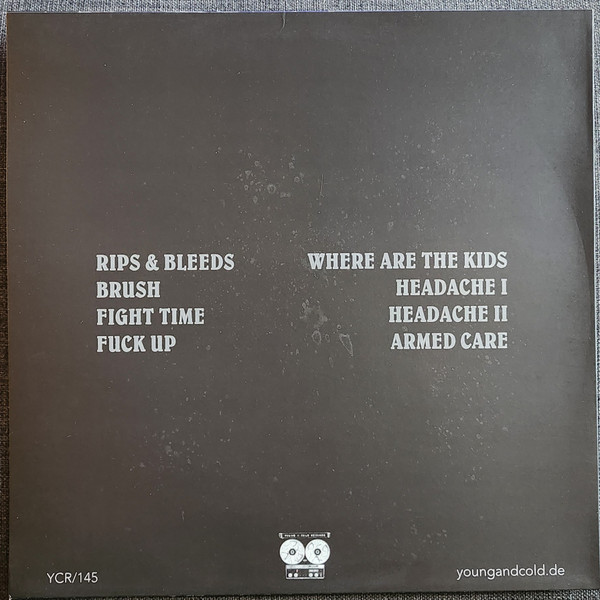 RIPS & BLEEDS
BRUSH
FIGHT TIME
FUCK UP
WHERE ARE THE KIDS
HEADACHE I
HEADACHE II
ARMED CARE
YOUNG & COLD RECORDS
YCR/145
youngandcold.de